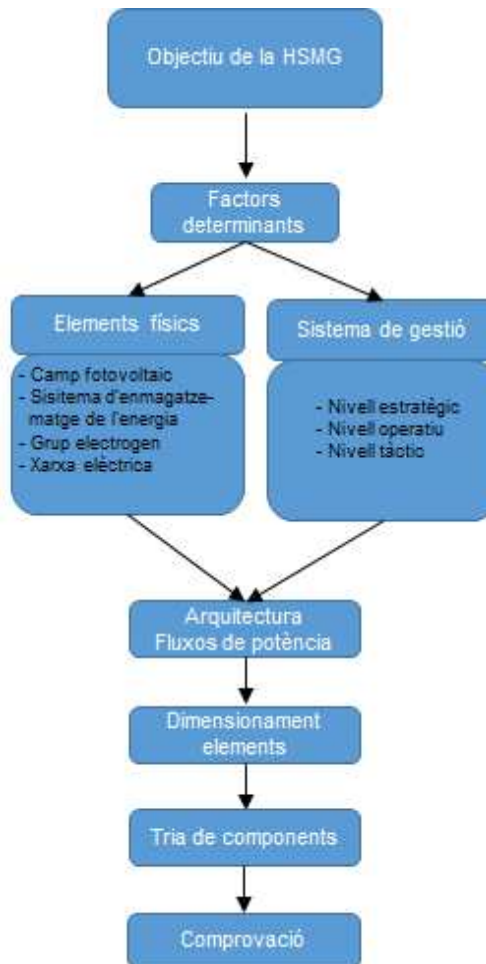 Objectiu de la HSMG
Factors
determinants
Elements físics
- Camp fotovoltaic
- Sisitema d'enmagatze-
matge de l'energia
- Grup electrogen
- Xarxa elèctrica
Sistema de gestió
- Nivell estratègic
- Nivell operatiu
- Nivell tàctic
Arquitectura
Fluxos de potència
Dimensionament
elements
Tria de components
Comprovació